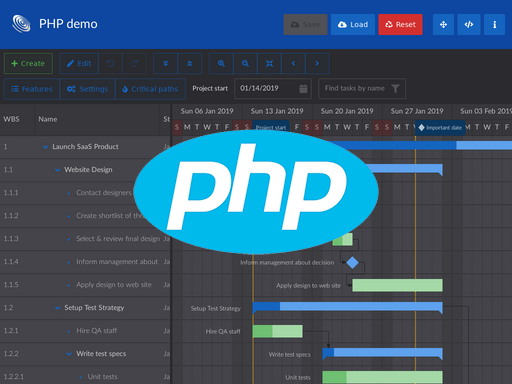 PHP demo
Save
Load
Reset
Create
Edit
Features
Settings
Critical paths
Project start
01/14/2019
Find tasks by name
Sun 06 Jan 2019
Sun 13 Jan 2019
Sun 20 Jan 2019
Sun 27 Jan 2019
Sun 03 Feb 2019
WBS
Name
St
S M T W T F S S M T W T F S S M T W T F S
Project start
Important date
1 Launch SaaS Product Ja
1.1 Website Design Ja
1.1.1 Contact designers
1.1.2 Create shortlist of thr
1.1.3 Select & review final design Ja
1.1.4 Inform management about Ja
Inform management about decision
1.1.5 Apply design to web site Ja
Apply design to web site
1.2 Setup Test Strategy Ja
Setup Test Strategy
1.2.1 Hire QA staff Ja
Hire QA staff
1.2.2 Write test specs Ja
Write test specs
1.2.2.1 Unit tests Ja
Unit tests
php